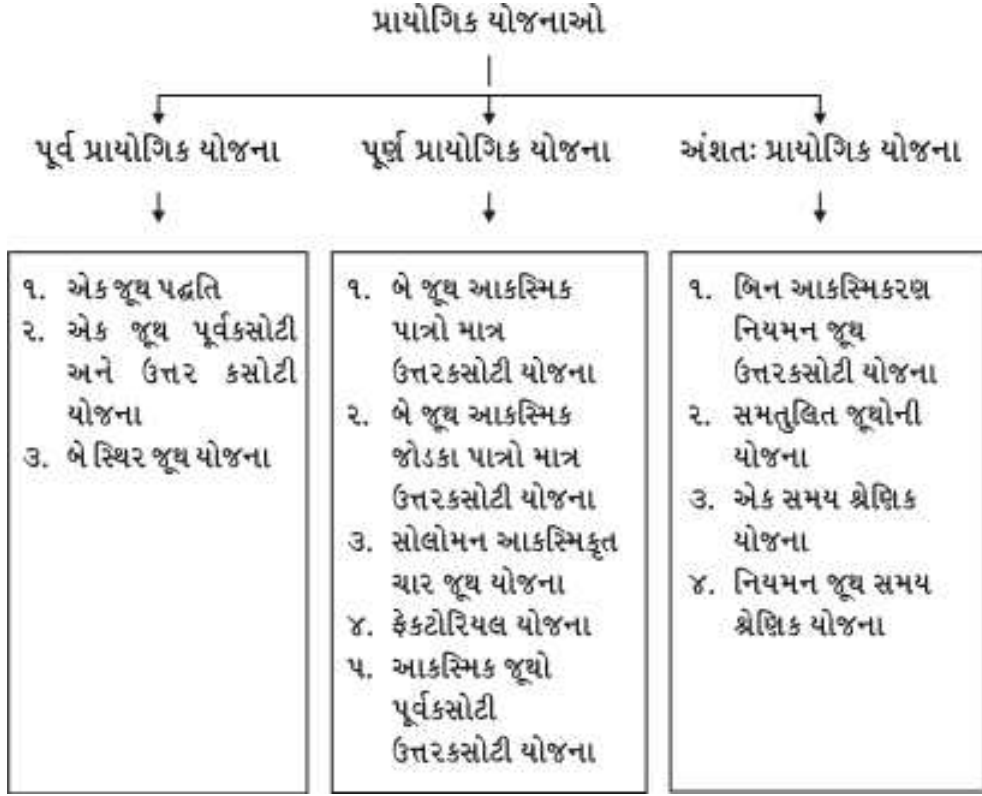 પ્રાયોગિક યોજનાઓ
પૂર્વ પ્રાયોગિક યોજના
પૂર્ણ પ્રાયોગિક યોજના
અંશતઃ પ્રાયોગિક યોજના
૧. એક જૂથ પદ્ધતિ
૨. એક જૂથ પૂર્વકસોટી
અને ઉત્તર કસોટી
યોજના
૩. બે સ્થિર જૂથ યોજના
૧. બે જૂથ આકસ્મિક
પાત્રો માત્ર
ઉત્તરકસોટી યોજના
૨. બે જૂથ આકસ્મિક
જોડકા પાત્રો માત્ર
ઉત્તરકસોટી યોજના
૩. સોલોમન આકસ્મિકૃત
ચાર જૂથ યોજના
૪. ફેકટોરિયલ યોજના
૫. આકસ્મિક જૂથો
પૂર્વકસોટી
ઉત્તરકસોટી યોજના
૧. બિન આકસ્મિકરણ
નિયમન જૂથ
ઉત્તરકસોટી યોજના
૨. સમતુલિત જૂથોની
યોજના
૩. એક સમય શ્રેણિક
યોજના
૪. નિયમન જૂથ સમય
શ્રેણિક યોજના